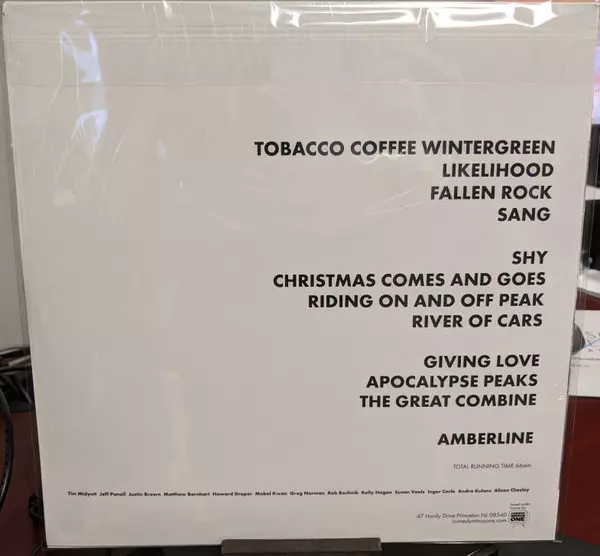 TOBACCO COFFEE WINTERGREEN
LIKELIHOOD
FALLEN ROCK
SANG
SHY
CHRISTMAS COMES AND GOES
RIDING ON AND OFF PEAK
RIVER OF CARS
GIVING LOVE
APOCALYPSE PEAKS
THE GREAT COMBINE
AMBERLINE
TOTAL RUNNING TIME 66min
Tim Midyett Jeff Panall Justin Brown Matthew Barnhart Howard Draper Mabel Kwan Greg Norman Rob Bochnik Kelly Hogan Susan Voelz Inger Carle Andra Kulans Alison Chesley
47 Hardy Drive Princeton NJ 08540
comedyminusone.com